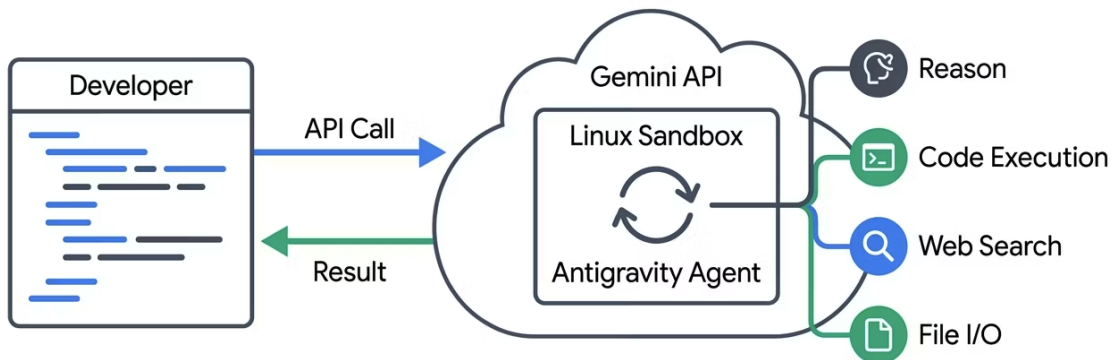 Developer
API Call
Result
Gemini API
Linux Sandbox
Antigravity Agent
Reason
Code Execution
Web Search
File I/O